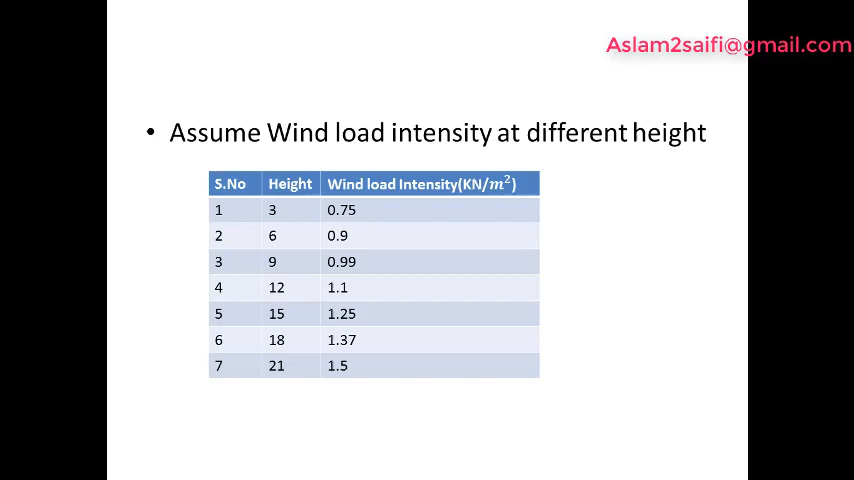 Aslam2saifi@gmail.com
• Assume Wind load intensity at different height
S.No Height Wind load Intensity(KN/m²)
1 3 0.75
2 6 0.9
3 9 0.99
4 12 1.1
5 15 1.25
6 18 1.37
7 21 1.5